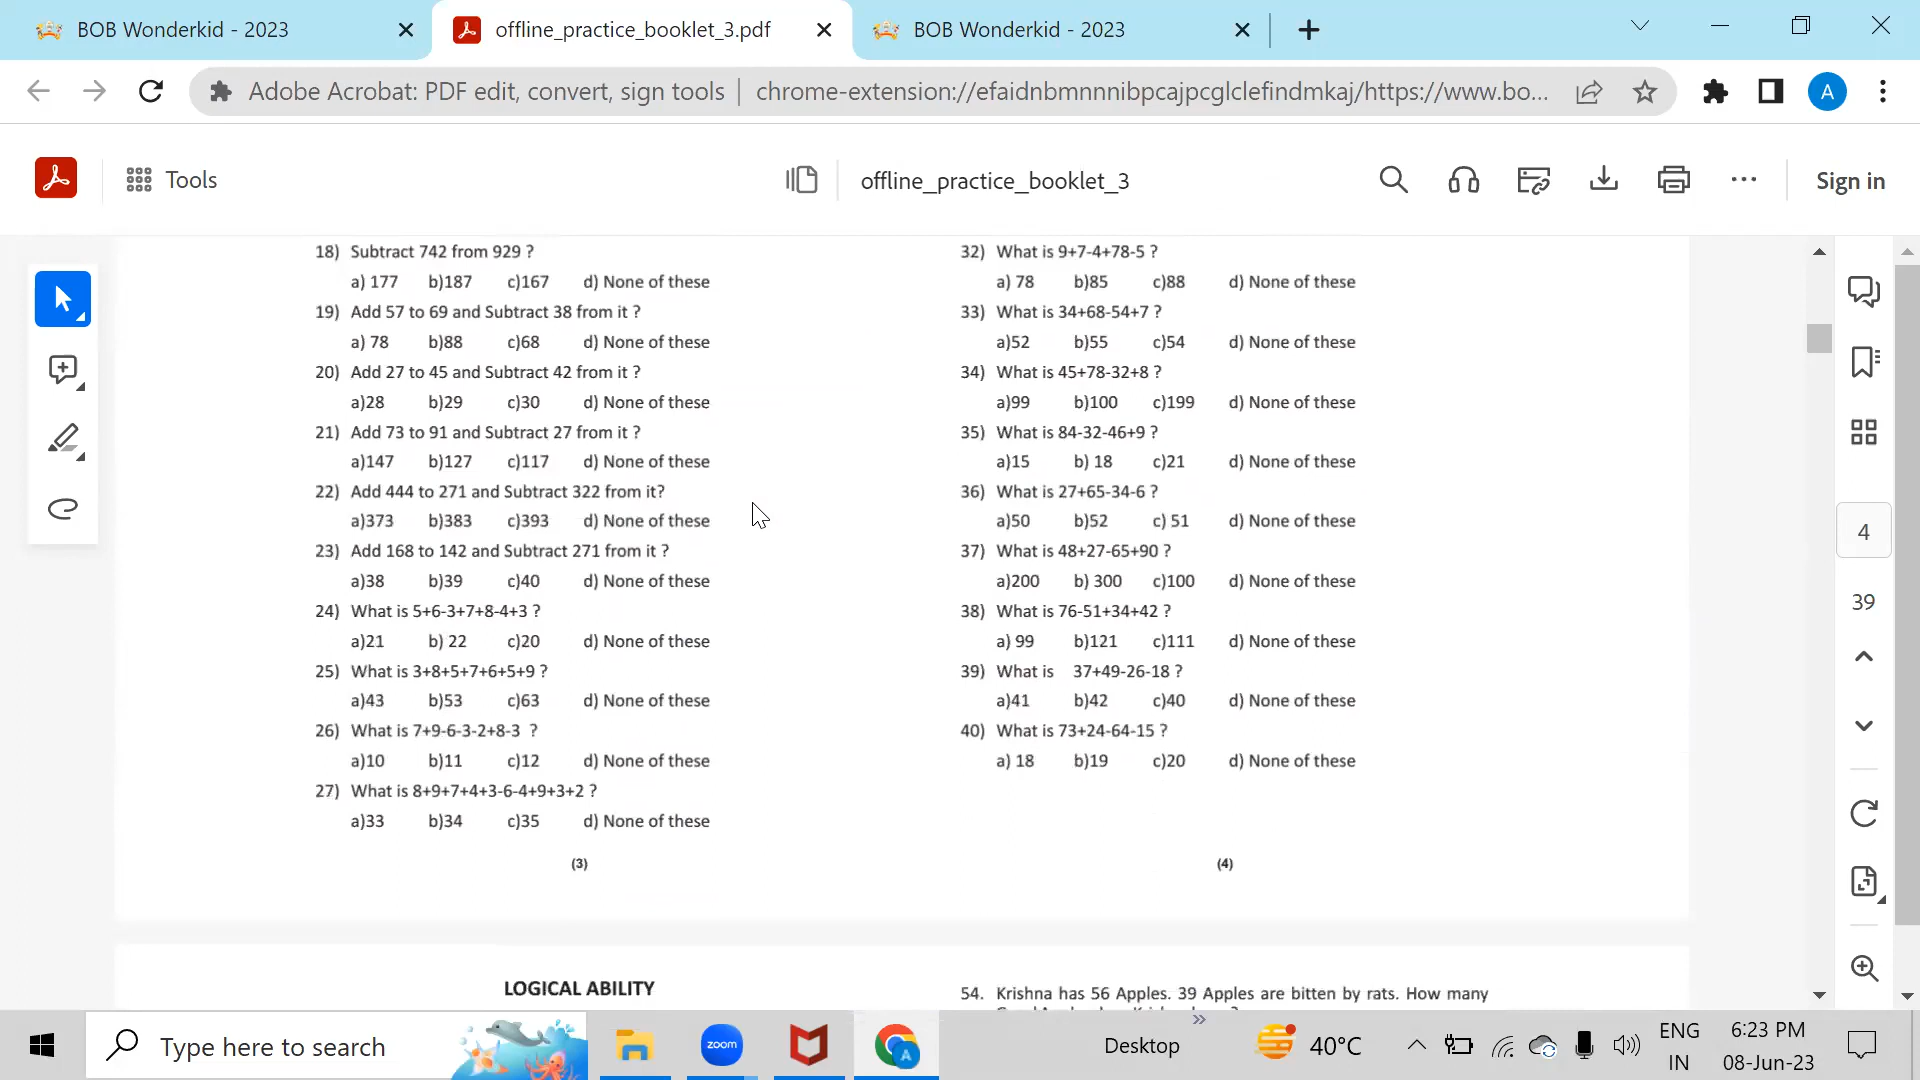 BOB Wonderkid - 2023
offline_practice_booklet_3.pdf
BOB Wonderkid - 2023
Adobe Acrobat: PDF edit, convert, sign tools | chrome-extension://efaidnbmnnnibpcajpcglclefindmkaj/https://www.bo...
A
Tools
offline_practice_booklet_3
Sign in
18) Subtract 742 from 929 ?
a) 177 b)187 c)167 d) None of these
19) Add 57 to 69 and Subtract 38 from it ?
a) 78 b)88 c)68 d) None of these
20) Add 27 to 45 and Subtract 42 from it ?
a)28 b)29 c)30 d) None of these
21) Add 73 to 91 and Subtract 27 from it ?
a)147 b)127 c)117 d) None of these
22) Add 444 to 271 and Subtract 322 from it?
a)373 b)383 c)393 d) None of these
23) Add 168 to 142 and Subtract 271 from it ?
a)38 b)39 c)40 d) None of these
24) What is 5+6-3+7+8-4+3 ?
a)21 b) 22 c)20 d) None of these
25) What is 3+8+5+7+6+5+9 ?
a)43 b)53 c)63 d) None of these
26) What is 7+9-6-3-2+8-3 ?
a)10 b)11 c)12 d) None of these
27) What is 8+9+7+4+3-6-4+9+3+2 ?
a)33 b)34 c)35 d) None of these
(3)
32) What is 9+7-4+78-5 ?
a) 78 b)85 c)88 d) None of these
33) What is 34+68-54+7 ?
a)52 b)55 c)54 d) None of these
34) What is 45+78-32+8 ?
a)99 b)100 c)199 d) None of these
35) What is 84-32-46+9 ?
a)15 b) 18 c)21 d) None of these
36) What is 27+65-34-6 ?
a)50 b)52 c) 51 d) None of these
37) What is 48+27-65+90 ?
a)200 b) 300 c)100 d) None of these
38) What is 76-51+34+42 ?
a) 99 b)121 c)111 d) None of these
39) What is 37+49-26-18 ?
a)41 b)42 c)40 d) None of these
40) What is 73+24-64-15 ?
a) 18 b)19 c)20 d) None of these
(4)
LOGICAL ABILITY
54. Krishna has 56 Apples. 39 Apples are bitten by rats. How many
4
39
Type here to search
zoom
A
Desktop
40°C
ENG
IN
6:23 PM
08-Jun-23